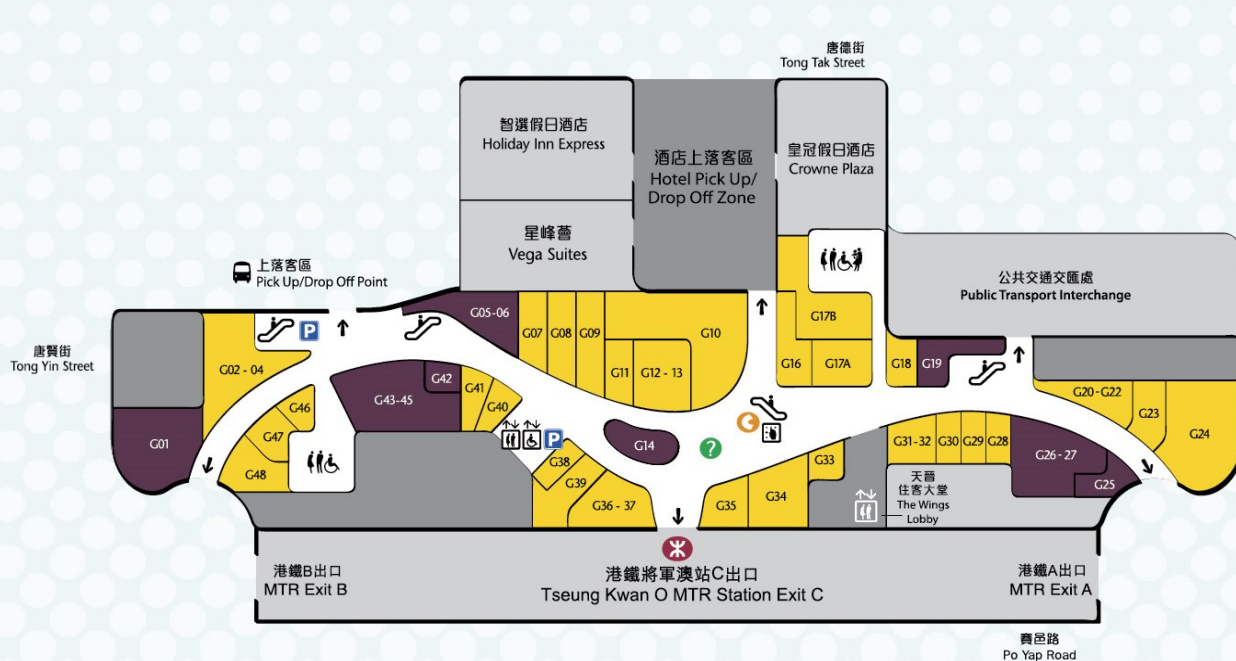 唐德街
Tong Tak Street
智選假日酒店
Holiday Inn Express
酒店上落客區
Hotel Pick Up/
Drop Off Zone
皇冠假日酒店
Crowne Plaza
星峰薈
Vega Suites
上落客區
Pick Up/Drop Off Point
公共交通交匯處
Public Transport Interchange
唐賢街
Tong Yin Street
P
G05-06
G07
G08
G09
G10
G17B
G02 - 04
G42
G41
G40
G43-45
G11
G12 - 13
G16
G17A
G18
G19
G20 -G22
G23
G24
G01
G46
G47
G48
P
G38
G39
G36 - 37
G14
?
G35
G34
G33
G31- 32
G30
G29
G28
G26 - 27
G25
天晉
住客大堂
The Wings
Lobby
港鐵B出口
MTR Exit B
港鐵將軍澳站C出口
Tseung Kwan O MTR Station Exit C
港鐵A出口
MTR Exit A
寶邑路
Po Yap Road